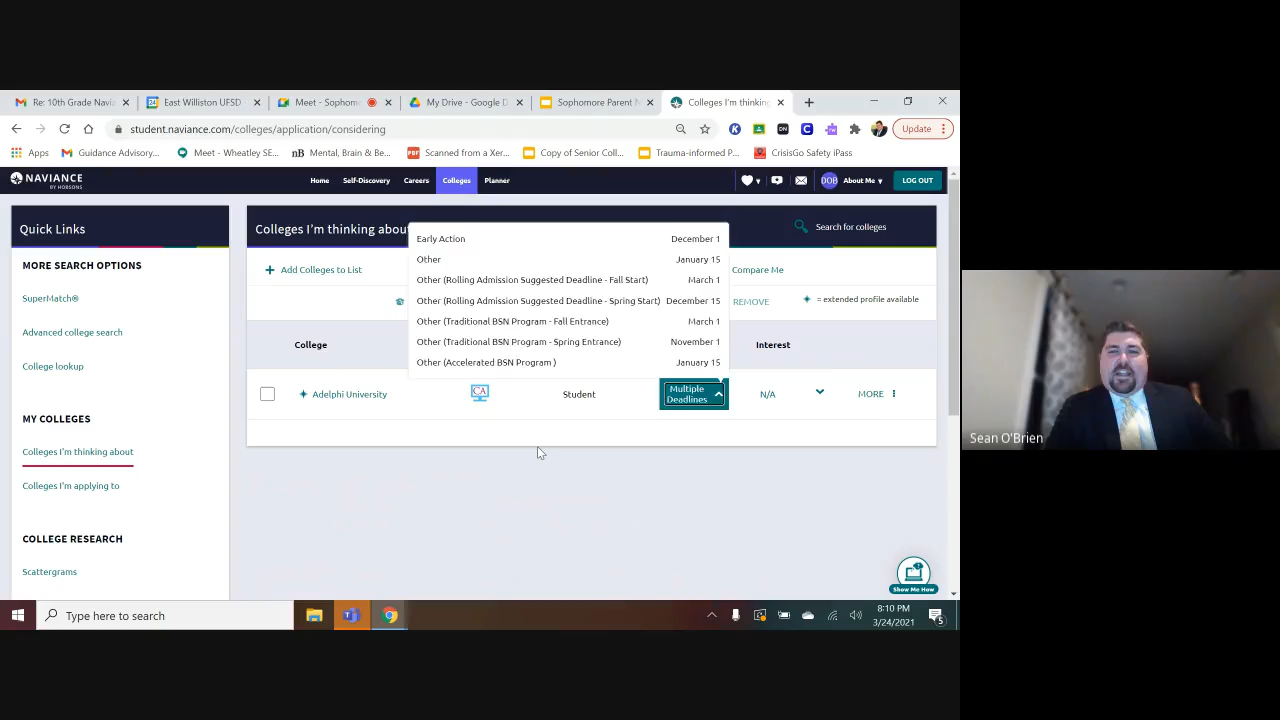 Re: 10th Grade Navia
East Williston UFSD
Meet - Sophom
My Drive - Google D
Sophomore Parent N
Colleges I'm thinking
student.naviance.com/colleges/application/considering
Update
Apps
Guidance Advisory...
Meet - Wheatley SE...
Mental, Brain & Be...
Scanned from a Xer...
Copy of Senior Coll...
Trauma-informed P...
CrisisGo Safety iPass
NAVIANCE
BY HOBSONS
Home
Self-Discovery
Careers
Colleges
Planner
DOB
About Me
LOG OUT
Quick Links
MORE SEARCH OPTIONS
SuperMatch®
Advanced college search
College lookup
MY COLLEGES
Colleges I'm thinking about
Colleges I'm applying to
COLLEGE RESEARCH
Scattergrams
Colleges I'm thinking about
Search for colleges
Add Colleges to List
Compare Me
REMOVE
= extended profile available
Early Action December 1
Other January 15
Other (Rolling Admission Suggested Deadline - Fall Start) March 1
Other (Rolling Admission Suggested Deadline - Spring Start) December 15
Other (Traditional BSN Program - Fall Entrance) March 1
Other (Traditional BSN Program - Spring Entrance) November 1
Other (Accelerated BSN Program ) January 15
College
Interest
Adelphi University
CA
Student
Multiple
Deadlines
N/A
MORE
Show Me How
Type here to search
8:10 PM
3/24/2021
5
Sean O'Brien